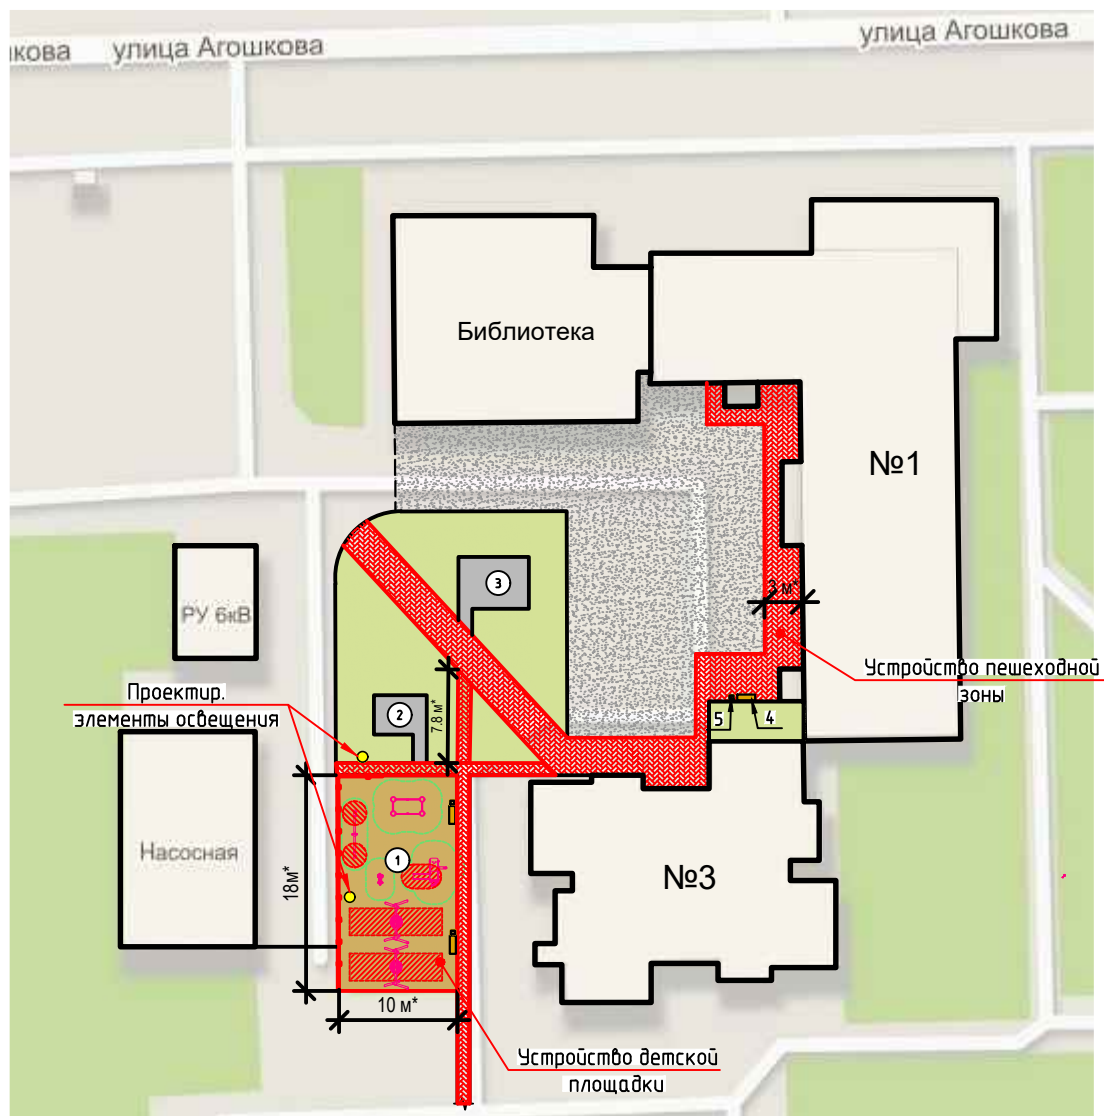 шкова
улица Агошкова
улица Агошкова
Библиотека
№1
3
РУ 6кВ
3 м*
Устройство пешеходной
зоны
Проектир.
элементы освещения
2
7.8 м*
5
4
Насосная
1
№3
18м*
10 м*
Устройство детской
площадки